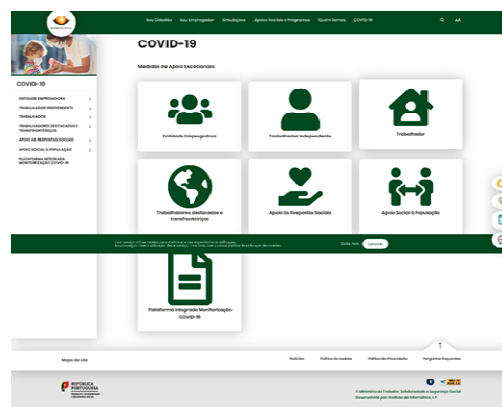 Sou Cidadão Sou Empregador Simulações Apoios Sociais e Programas iQuem Somos COVID-19 AA
COVID-19
Medidas de Apoio Excecionais
COVID-19
ENTIDADE EMPREGADORA
TRABALHADOR INDEPENDENTE
TRABALHADOR
TRABALHADORES DESTACADOS E
TRANSFRONTEIRIÇOS
APOIO ÀS RESPOSTAS SOCIAIS
APOIO SOCIAL À POPULAÇÃO
PLATAFORMA INTEGRADA
MONITORIZAÇÃO COVID-19
Entidade Empregadora
Trabalhador Independente
Trabalhador
Trabalhadores destacados e
transfronteiriços
Apoio às Respostas Sociais
Apoio Social à População
Saiba mais Concordo
Plataforma Integrada Monitorização
COVID-19
Mapa do site
Notícias Política de cookies Política de Privacidade Perguntas frequentes
REPÚBLICA
PORTUGUESA
© Ministério do Trabalho, Solidariedade e Segurança Social
Desenvolvido por: Instituto de Informática, I. P.